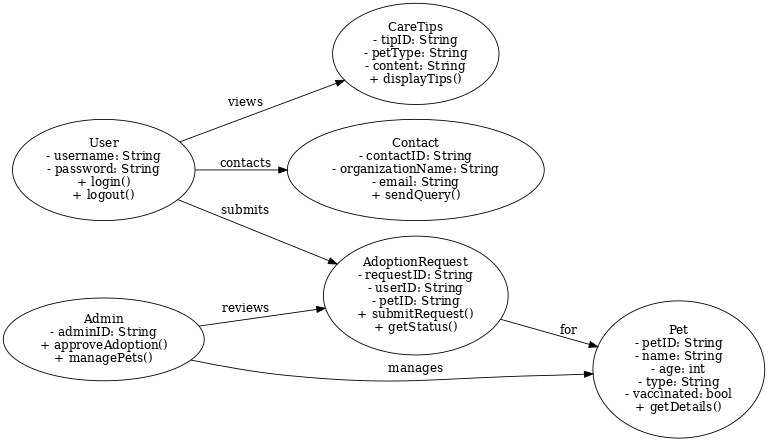 CareTips
- tipID: String
- petType: String
- content: String
+ displayTips()
views
User
- username: String
- password: String
+ login()
+ logout()
contacts
Contact
- contactID: String
- organizationName: String
- email: String
+ sendQuery()
submits
AdoptionRequest
- requestID: String
- userID: String
- petID: String
+ submitRequest()
+ getStatus()
Admin
- adminID: String
+ approveAdoption()
+ managePets()
reviews
for
manages
Pet
- petID: String
- name: String
- age: int
- type: String
- vaccinated: bool
+ getDetails()